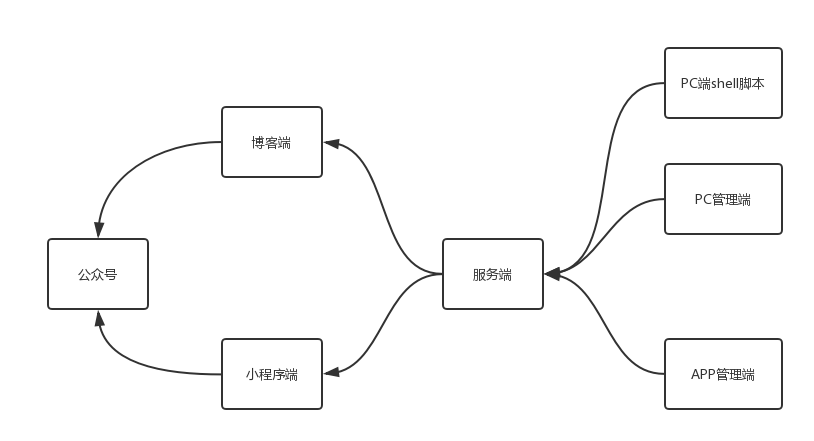 PC端shell脚本
博客端
PC管理端
公众号
服务端
小程序端
APP管理端